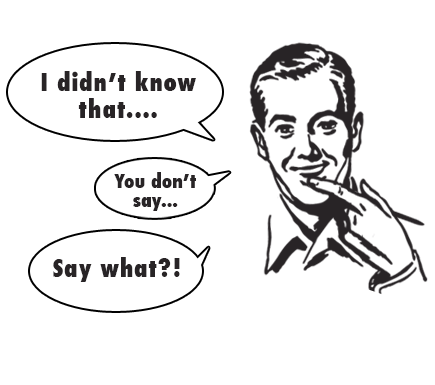 I didn't know
that....
You don't
say...
Say what?!